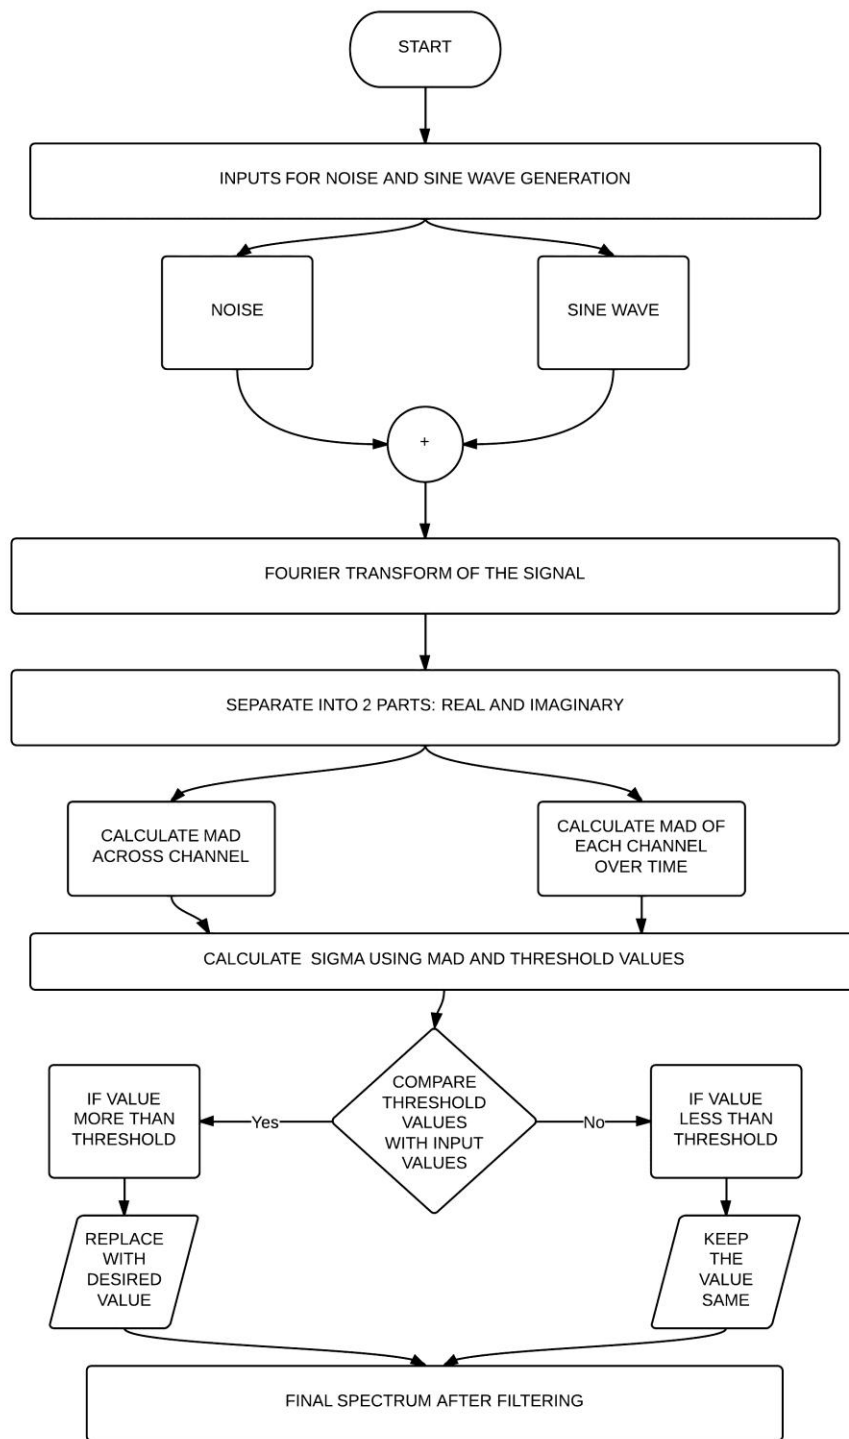 START
INPUTS FOR NOISE AND SINE WAVE GENERATION
NOISE
SINE WAVE
+
FOURIER TRANSFORM OF THE SIGNAL
SEPARATE INTO 2 PARTS: REAL AND IMAGINARY
CALCULATE MAD
ACROSS CHANNEL
CALCULATE MAD OF
EACH CHANNEL
OVER TIME
CALCULATE SIGMA USING MAD AND THRESHOLD VALUES
IF VALUE
MORE THAN
THRESHOLD
Yes
COMPARE
THRESHOLD
VALUES
WITH INPUT
VALUES
No
IF VALUE
LESS THAN
THRESHOLD
REPLACE
WITH
DESIRED
VALUE
KEEP
THE
VALUE
SAME
FINAL SPECTRUM AFTER FILTERING